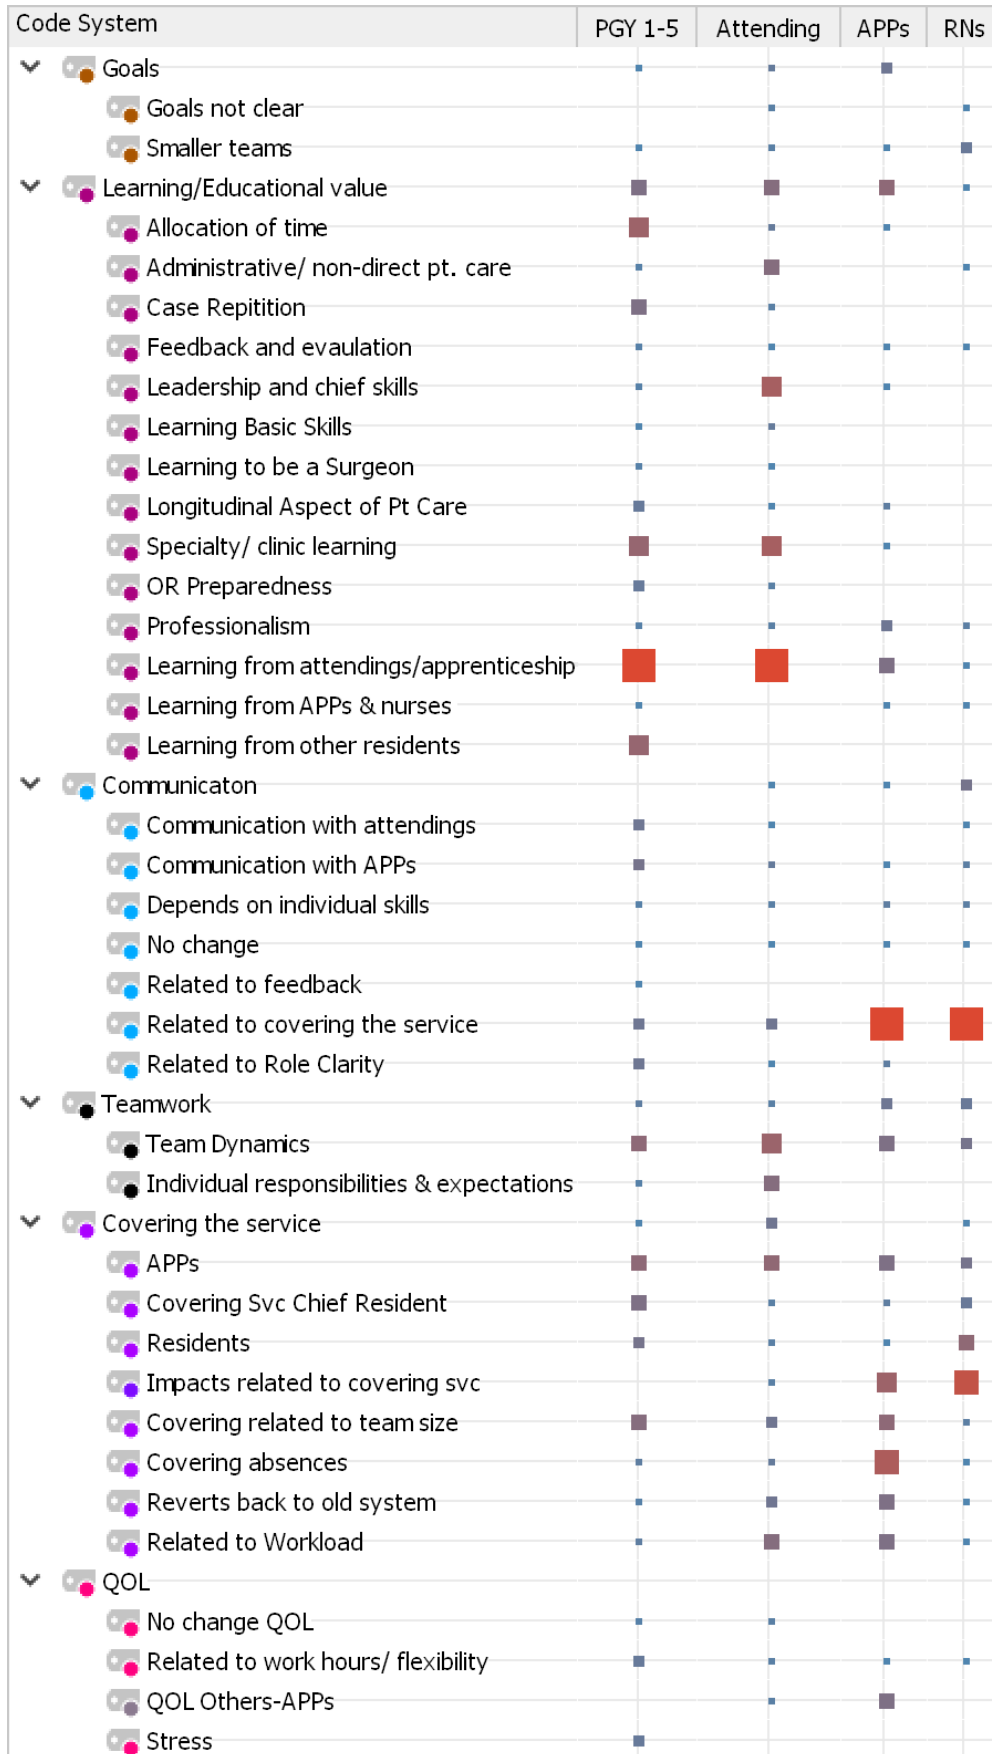 Code System PGY 1-5 Attending APPs RNs
Goals
Goals not clear
Smaller teams
Learning/Educational value
Allocation of time
Administrative/ non-direct pt. care
Case Repitition
Feedback and evaulation
Leadership and chief skills
Learning Basic Skills
Learning to be a Surgeon
Longitudinal Aspect of Pt Care
Specialty/ clinic learning
OR Preparedness
Professionalism
Learning from attendings/apprenticeship
Learning from APPs & nurses
Learning from other residents
Communicaton
Communication with attendings
Communication with APPs
Depends on individual skills
No change
Related to feedback
Related to covering the service
Related to Role Clarity
Teamwork
Team Dynamics
Individual responsibilities & expectations
Covering the service
APPs
Covering Svc Chief Resident
Residents
Impacts related to covering svc
Covering related to team size
Covering absences
Reverts back to old system
Related to Workload
QOL
No change QOL
Related to work hours/ flexibility
QOL Others-APPs
Stress